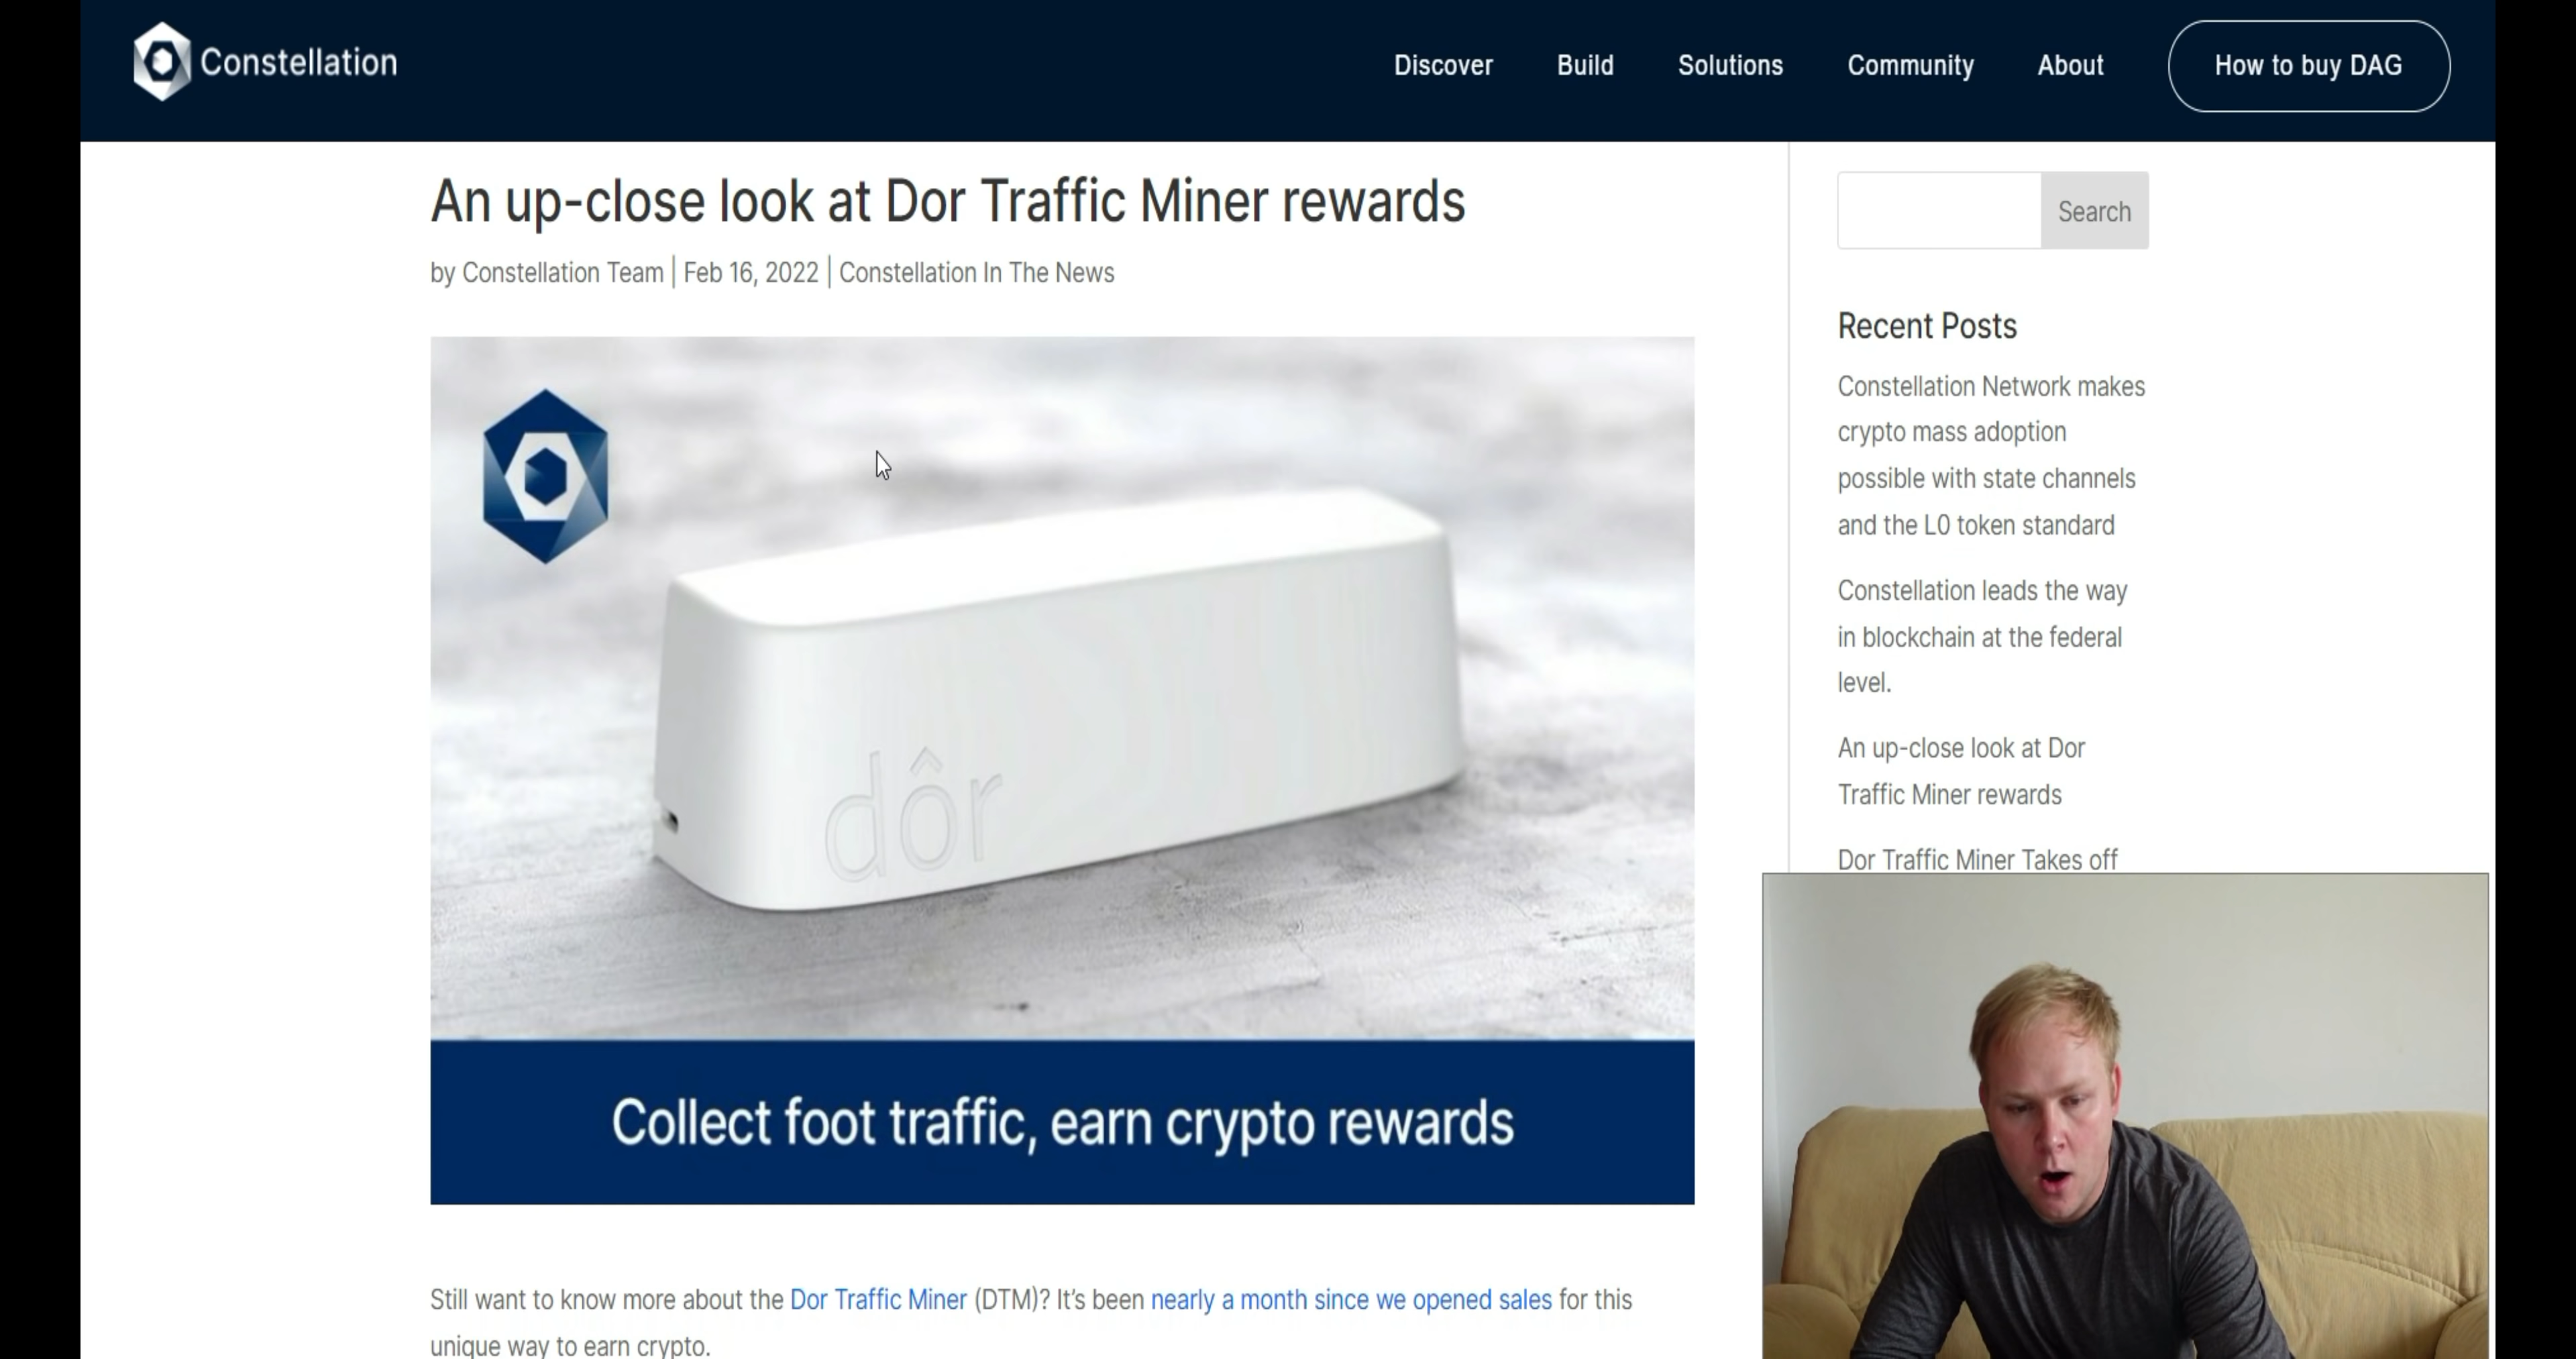 Constellation
Discover
Build
Solutions
Community
About
How to buy DAG
An up-close look at Dor Traffic Miner rewards
by Constellation Team | Feb 16, 2022 | Constellation In The News
dôr
Collect foot traffic, earn crypto rewards
Still want to know more about the Dor Traffic Miner (DTM)? It's been nearly a month since we opened sales for this
unique way to earn crypto.
Search
Recent Posts
Constellation Network makes
crypto mass adoption
possible with state channels
and the L0 token standard
Constellation leads the way
in blockchain at the federal
level.
An up-close look at Dor
Traffic Miner rewards
Dor Traffic Miner Takes off